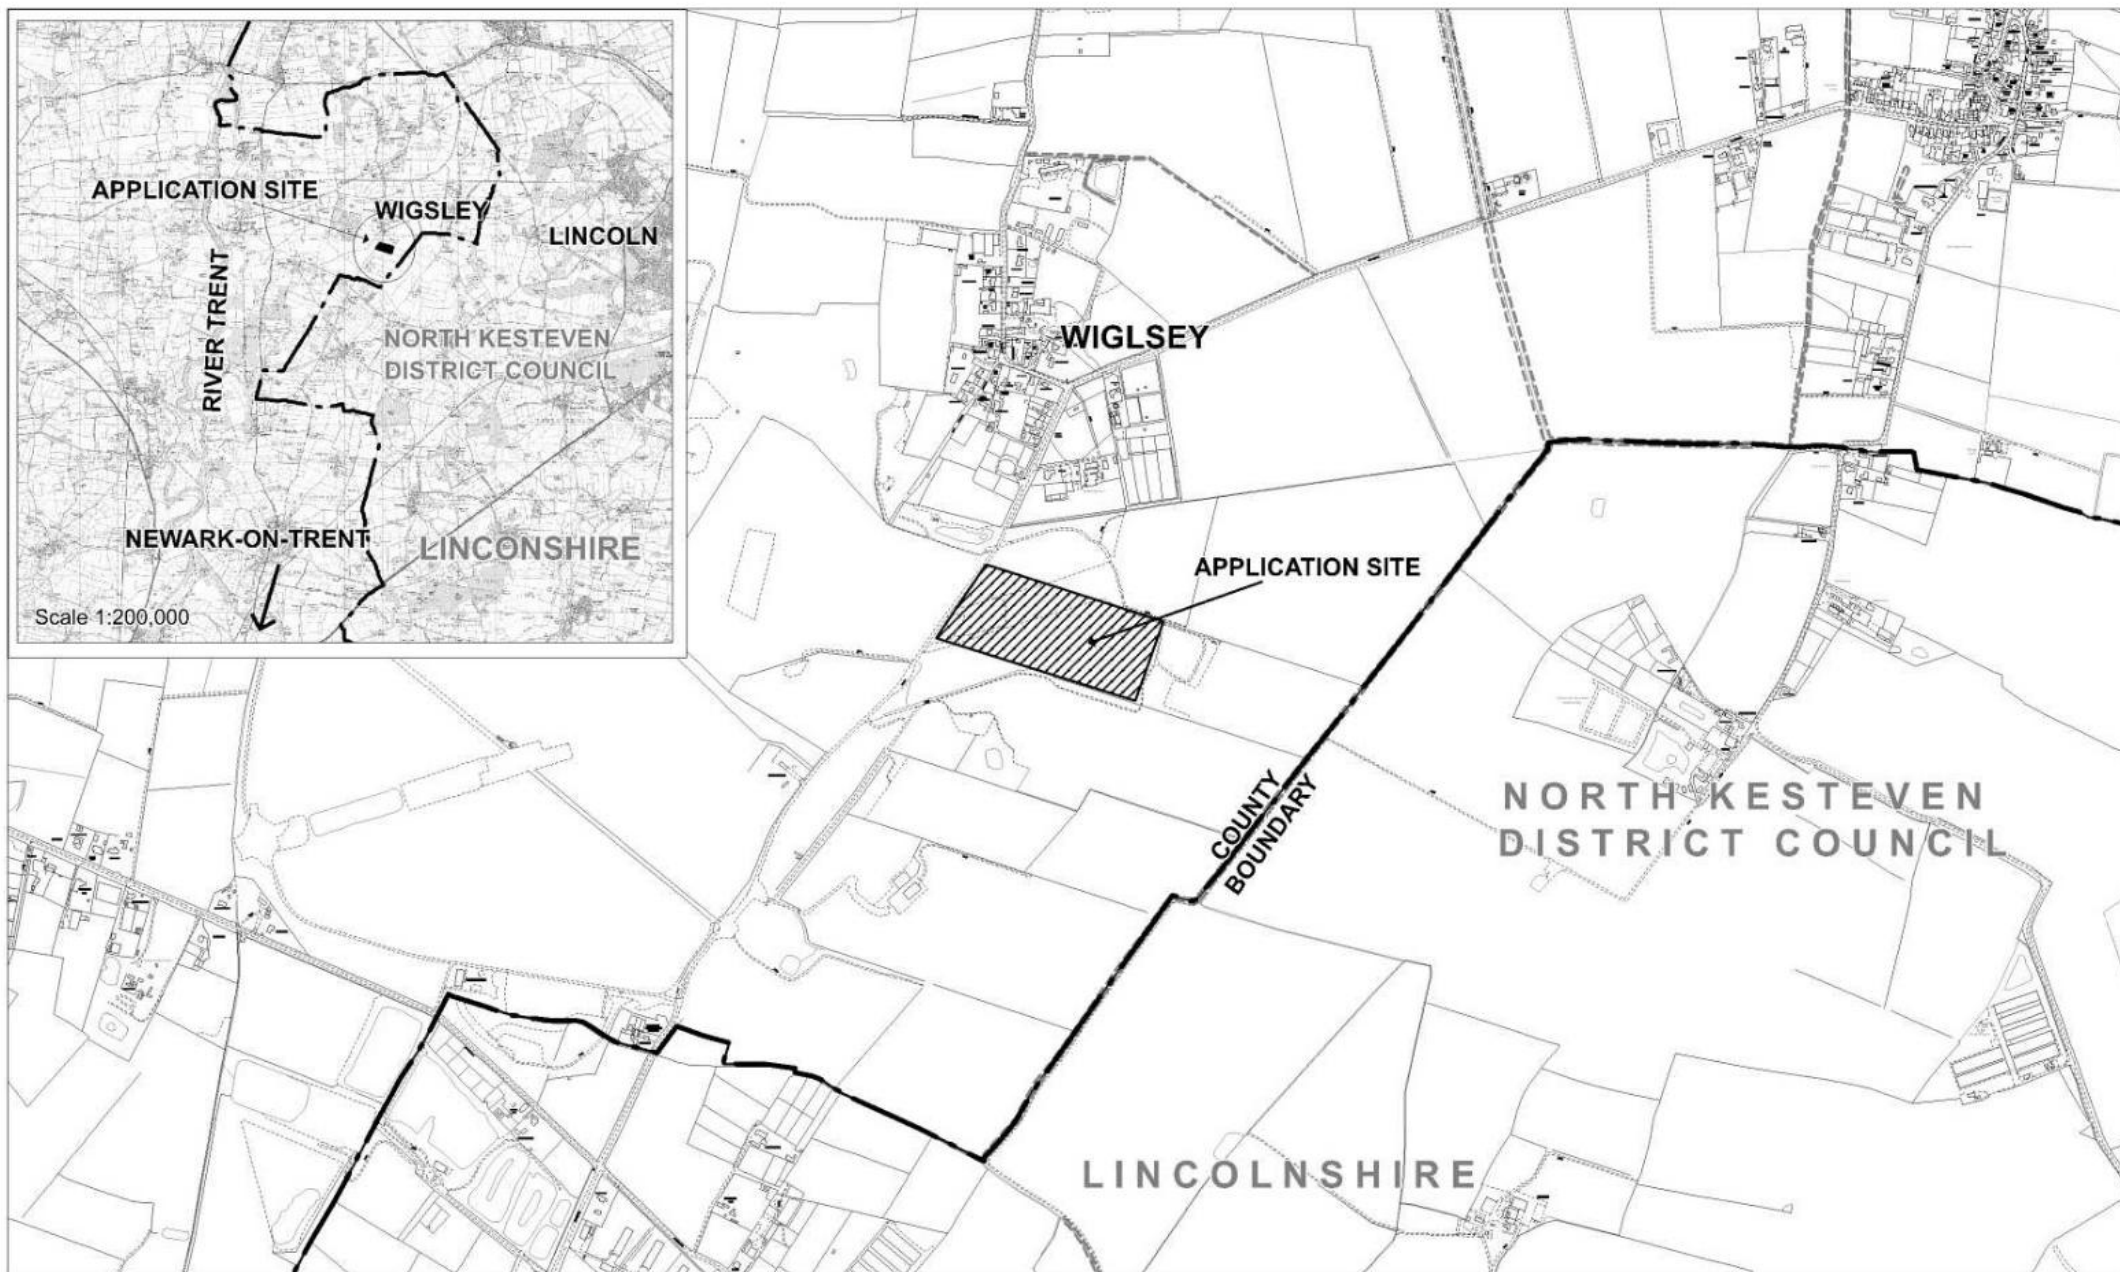 APPLICATION SITE
WIGSLEY
LINCOLN
RIVER TRENT
NORTH KESTEVEN
DISTRICT COUNCIL
NEWARK-ON-TRENT
LINCONSHIRE
Scale 1:200,000
WIGLSEY
APPLICATION SITE
COUNTY
BOUNDARY
NORTH KESTEVEN
DISTRICT COUNCIL
LINCOLNSHIRE